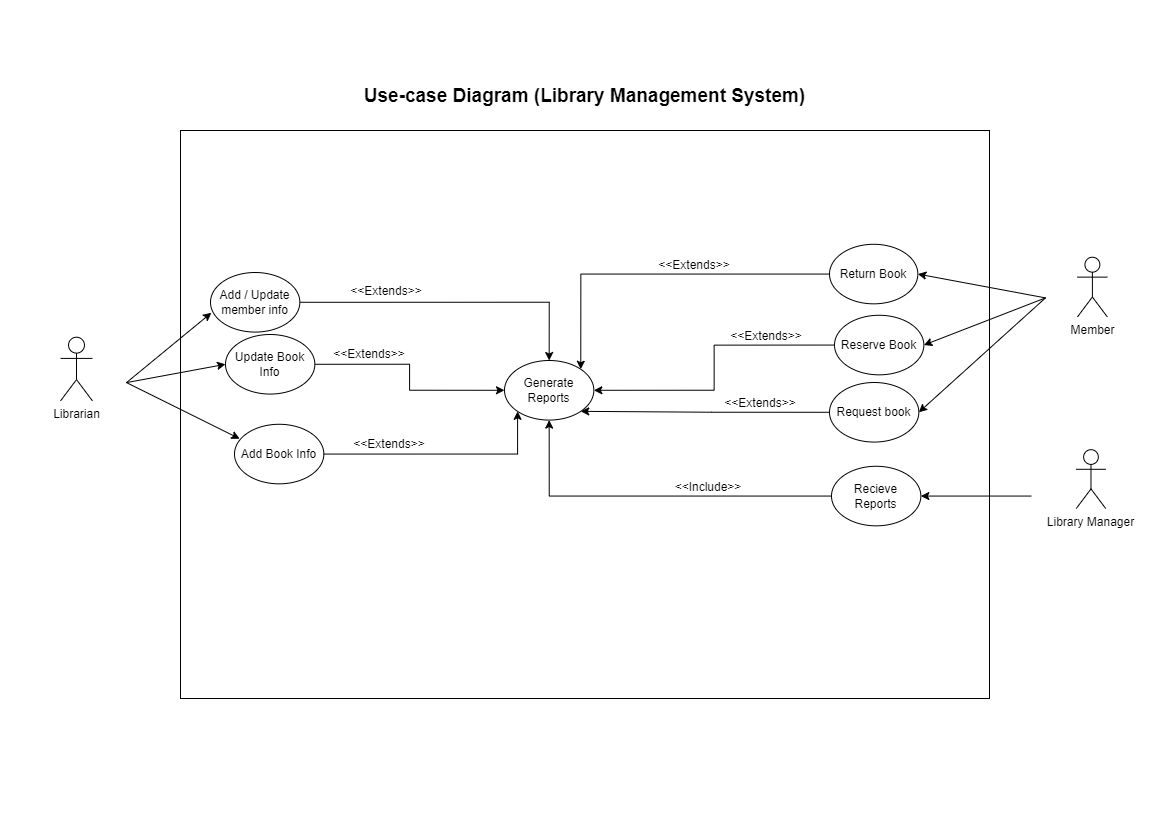 Use-case Diagram (Library Management System)
<<Extends>>
Add / Update
member info
<<Extends>>
Update Book
Info
<<Extends>>
Add Book Info
Librarian
Generate
Reports
<<Extends>>
Return Book
<<Extends>>
Reserve Book
<<Extends>>
Request book
<<Include>>
Recieve
Reports
Member
Library Manager